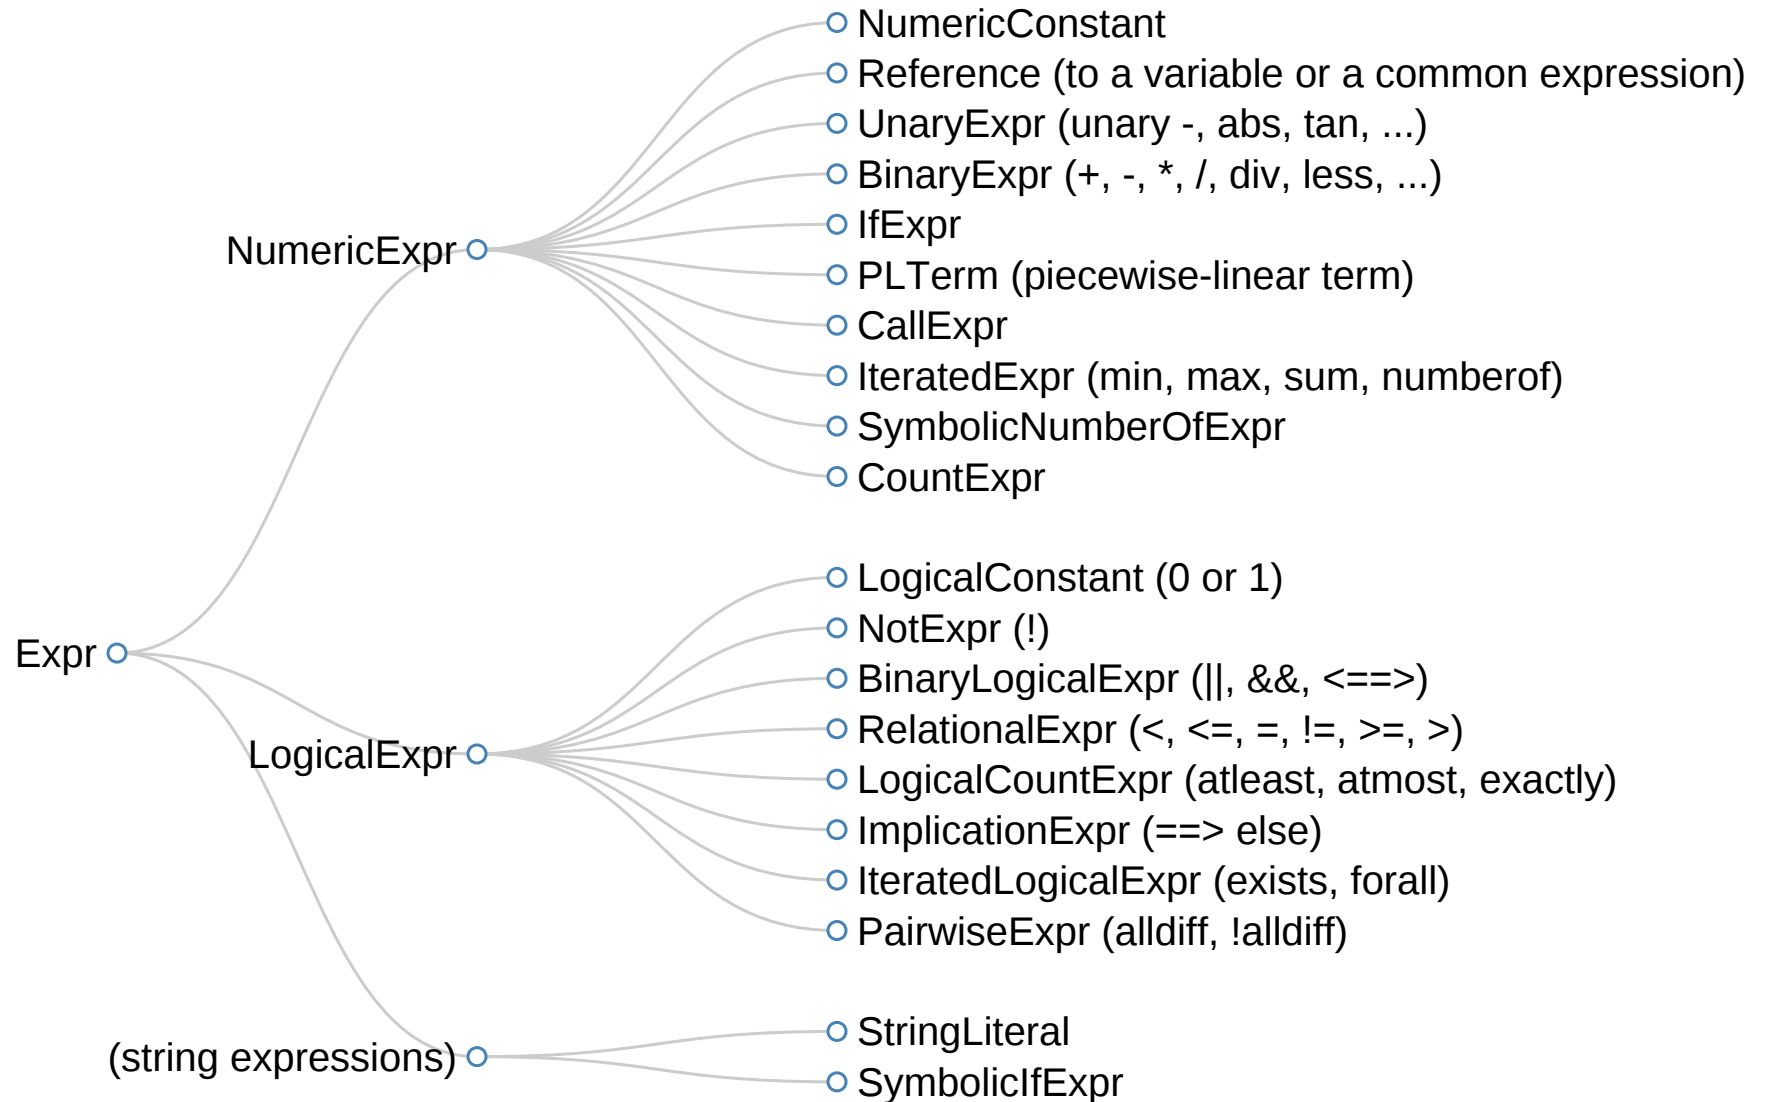 NumericConstant
Reference (to a variable or a common expression)
UnaryExpr (unary -, abs, tan, ...)
BinaryExpr (+, -, *, /, div, less, ...)
IfExpr
NumericExpr
PLTerm (piecewise-linear term)
CallExpr
IteratedExpr (min, max, sum, numberof)
SymbolicNumberOfExpr
CountExpr
LogicalConstant (0 or 1)
NotExpr (!)
Expr
BinaryLogicalExpr (||, &&, <==>)
RelationalExpr (<, <=, =, !=, >=, >)
LogicalExpr
LogicalCountExpr (atleast, atmost, exactly)
ImplicationExpr (==> else)
IteratedLogicalExpr (exists, forall)
PairwiseExpr (alldiff, !alldiff)
StringLiteral
(string expressions)
SymbolicIfExpr